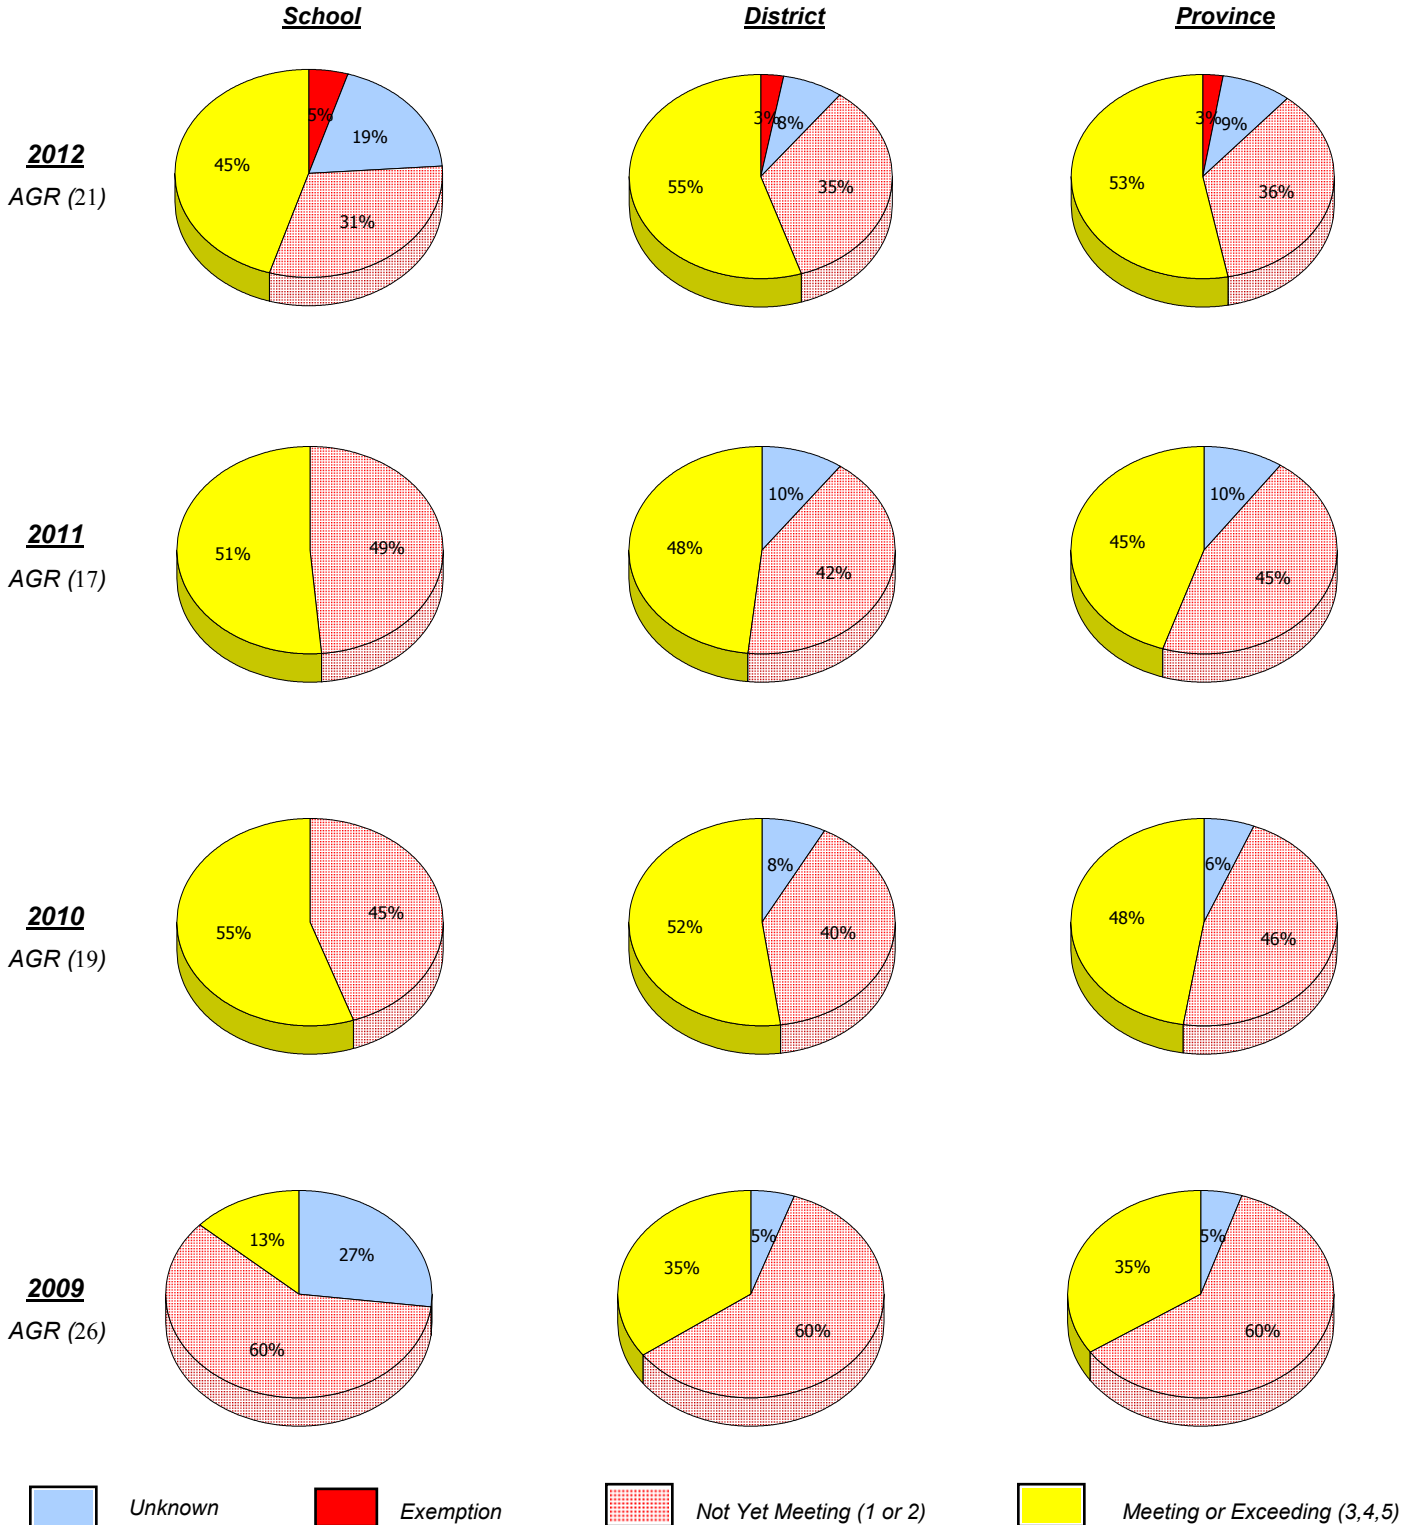 School District Province
2012
AGR (21)
5% 19% 31% 45%
3% 8% 35% 55%
3% 9% 36% 53%
2011
AGR (17)
49% 51%
10% 42% 48%
10% 45% 45%
2010
AGR (19)
45% 55%
8% 40% 52%
6% 46% 48%
2009
AGR (26)
27% 60% 13%
5% 60% 35%
5% 60% 35%
Unknown Exemption Not Yet Meeting (1 or 2) Meeting or Exceeding (3,4,5)